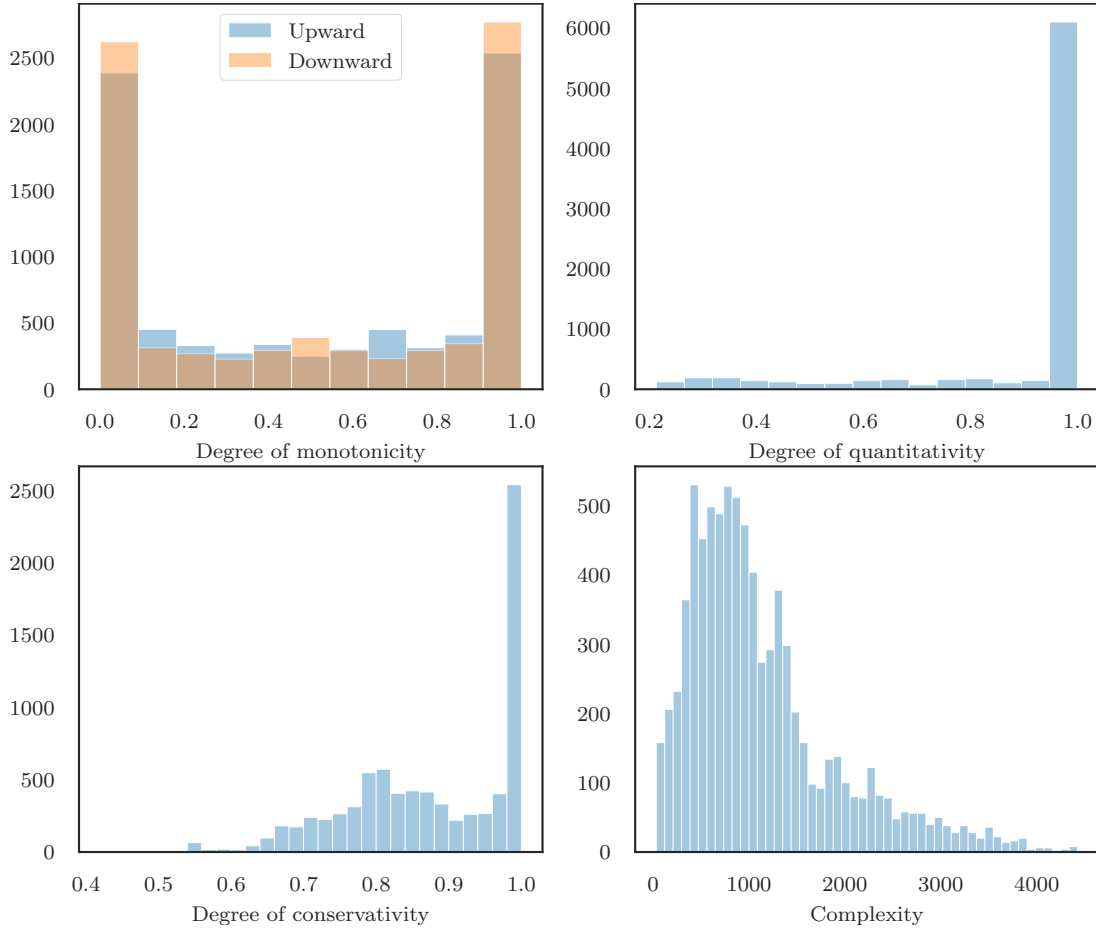 Upward
Downward
2500
2000
1500
1000
500
0
0.0 0.2 0.4 0.6 0.8 1.0
Degree of monotonicity
6000
5000
4000
3000
2000
1000
0
0.2 0.4 0.6 0.8 1.0
Degree of quantitativity
2500
2000
1500
1000
500
0
0.4 0.5 0.6 0.7 0.8 0.9 1.0
Degree of conservativity
500
400
300
200
100
0
0 1000 2000 3000 4000
Complexity